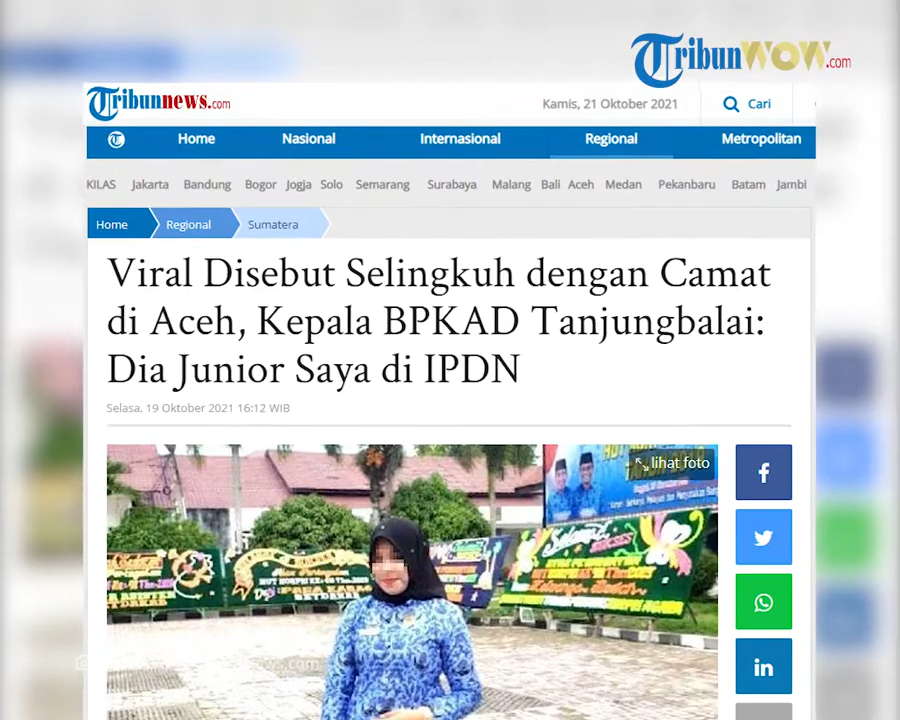 TribunWOW.com
Tribunnews.com
Kamis, 21 Oktober 2021
Cari
Home Nasional Internasional Regional Metropolitan
KILAS Jakarta Bandung Bogor Jogja Solo Semarang Surabaya Malang Bali Aceh Medan Pekanbaru Batam Jambi
Home Regional Sumatera
Viral Disebut Selingkuh dengan Camat
di Aceh, Kepala BPKAD Tanjungbalai:
Dia Junior Saya di IPDN
Selasa, 19 Oktober 2021 16:12 WIB
lihat foto
Selamat
SUKSES